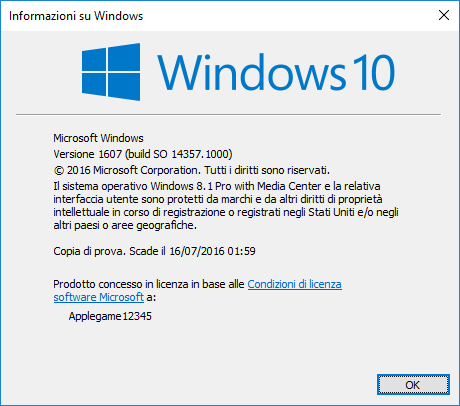 Informazioni su Windows
Windows 10
Microsoft Windows
Versione 1607 (build SO 14357.1000)
© 2016 Microsoft Corporation. Tutti i diritti sono riservati.
Il sistema operativo Windows 8.1 Pro with Media Center e la relativa
interfaccia utente sono protetti da marchi e da altri diritti di proprietà
intellettuale in corso di registrazione o registrati negli Stati Uniti e/o negli
altri paesi o aree geografiche.
Copia di prova. Scade il 16/07/2016 01:59
Prodotto concesso in licenza in base alle Condizioni di licenza
software Microsoft a:
Applegame12345
OK